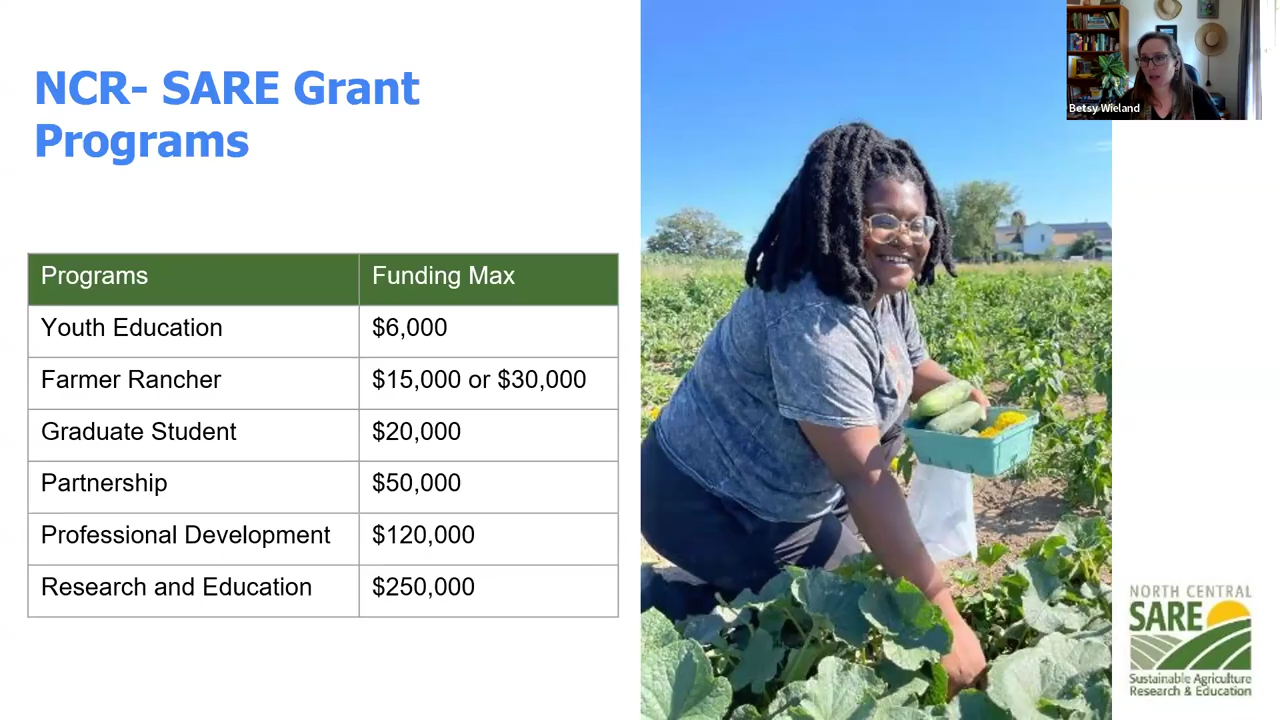 NCR- SARE Grant
Programs
Betsy Wieland
Programs Funding Max
Youth Education $6,000
Farmer Rancher $15,000 or $30,000
Graduate Student $20,000
Partnership $50,000
Professional Development $120,000
Research and Education $250,000
NORTH CENTRAL
SARE
Sustainable Agriculture
Research & Education